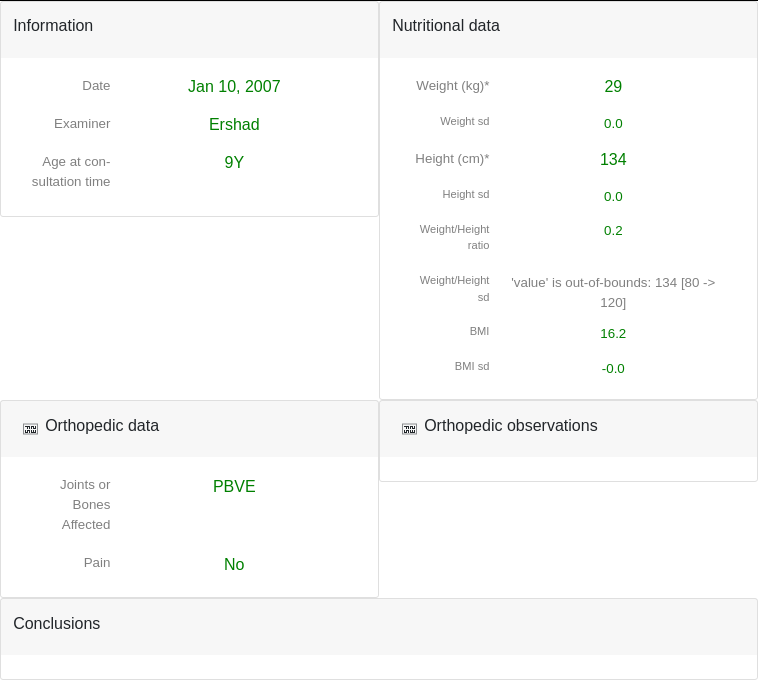 Information
Date
Jan 10, 2007
Examiner
Ershad
Age at con-
sultation time
9Y
Nutritional data
Weight (kg)*
29
Weight sd
0.0
Height (cm)*
134
Height sd
0.0
Weight/Height
ratio
0.2
Weight/Height
sd
'value' is out-of-bounds: 134 [80 ->
120]
BMI
16.2
BMI sd
-0.0
Orthopedic data
Joints or
Bones
Affected
PBVE
Pain
No
Orthopedic observations
Conclusions